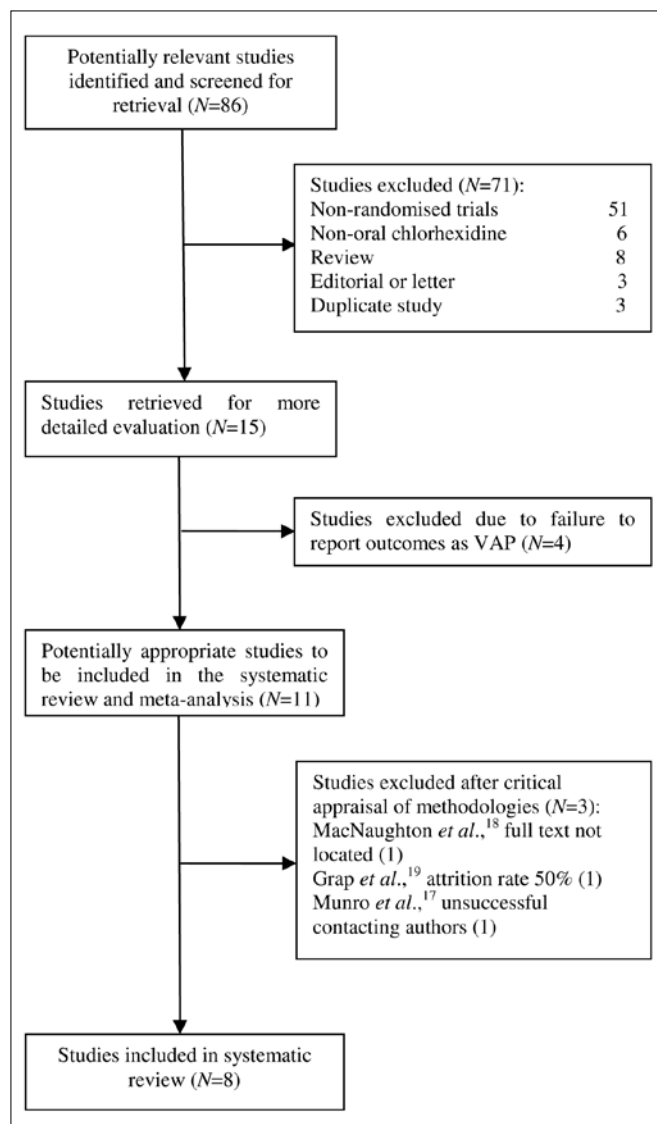 Potentially relevant studies
identified and screened for
retrieval (N=86)
Studies excluded (N=71):
Non-randomised trials 51
Non-oral chlorhexidine 6
Review 8
Editorial or letter 3
Duplicate study 3
Studies retrieved for more
detailed evaluation (N=15)
Studies excluded due to failure to
report outcomes as VAP (N=4)
Potentially appropriate studies to
be included in the systematic
review and meta-analysis (N=11)
Studies excluded after critical
appraisal of methodologies (N=3):
MacNaughton et al.,18 full text not
located (1)
Grap et al.,19 attrition rate 50% (1)
Munro et al.,17 unsuccessful
contacting authors (1)
Studies included in systematic
review (N=8)